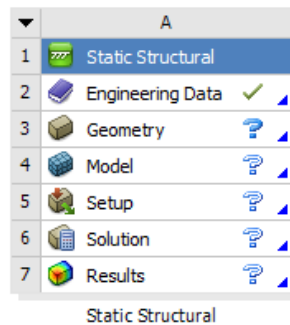 A
1 Static Structural
2 Engineering Data
3 Geometry ?
4 Model ?
5 Setup ?
6 Solution ?
7 Results ?
Static Structural